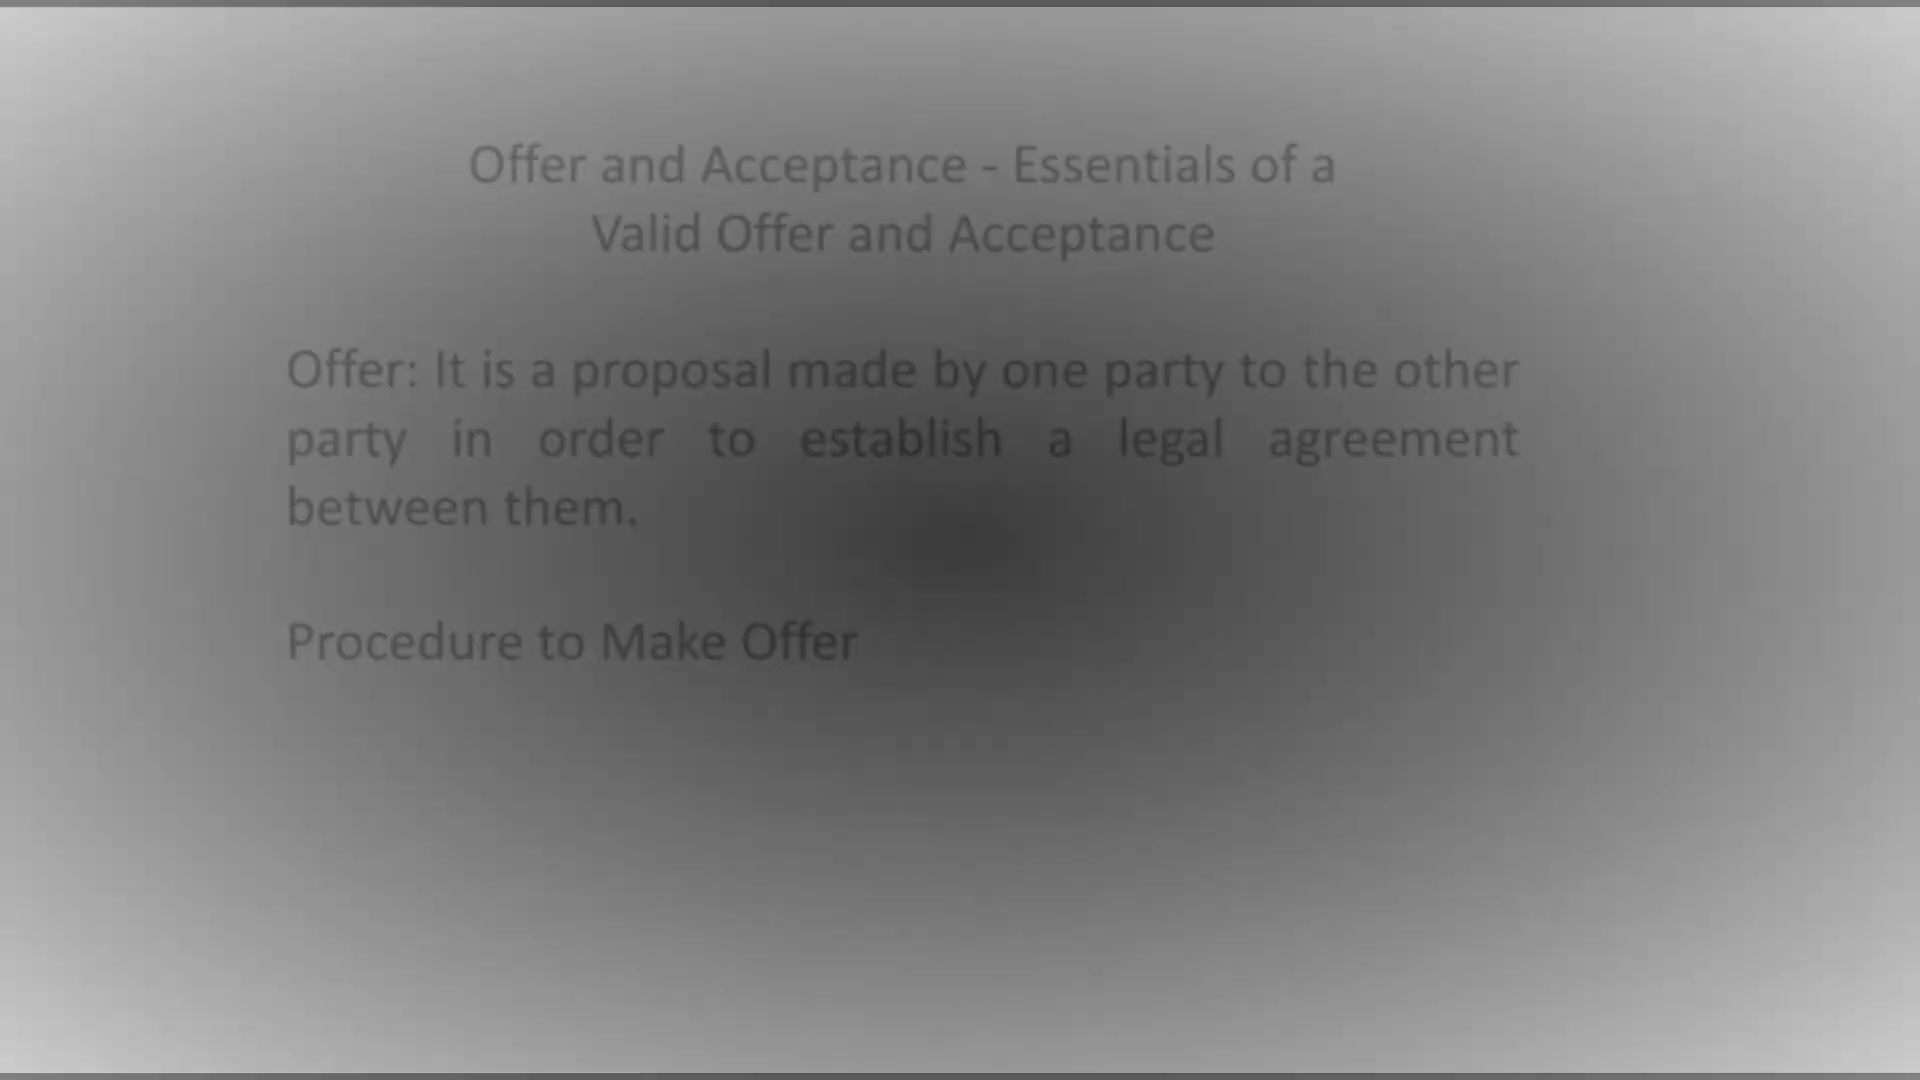 Offer and Acceptance - Essentials of a
Valid Offer and Acceptance
Offer: It is a proposal made by one party to the other
party in order to establish a legal agreement
between them.
Procedure to Make Offer